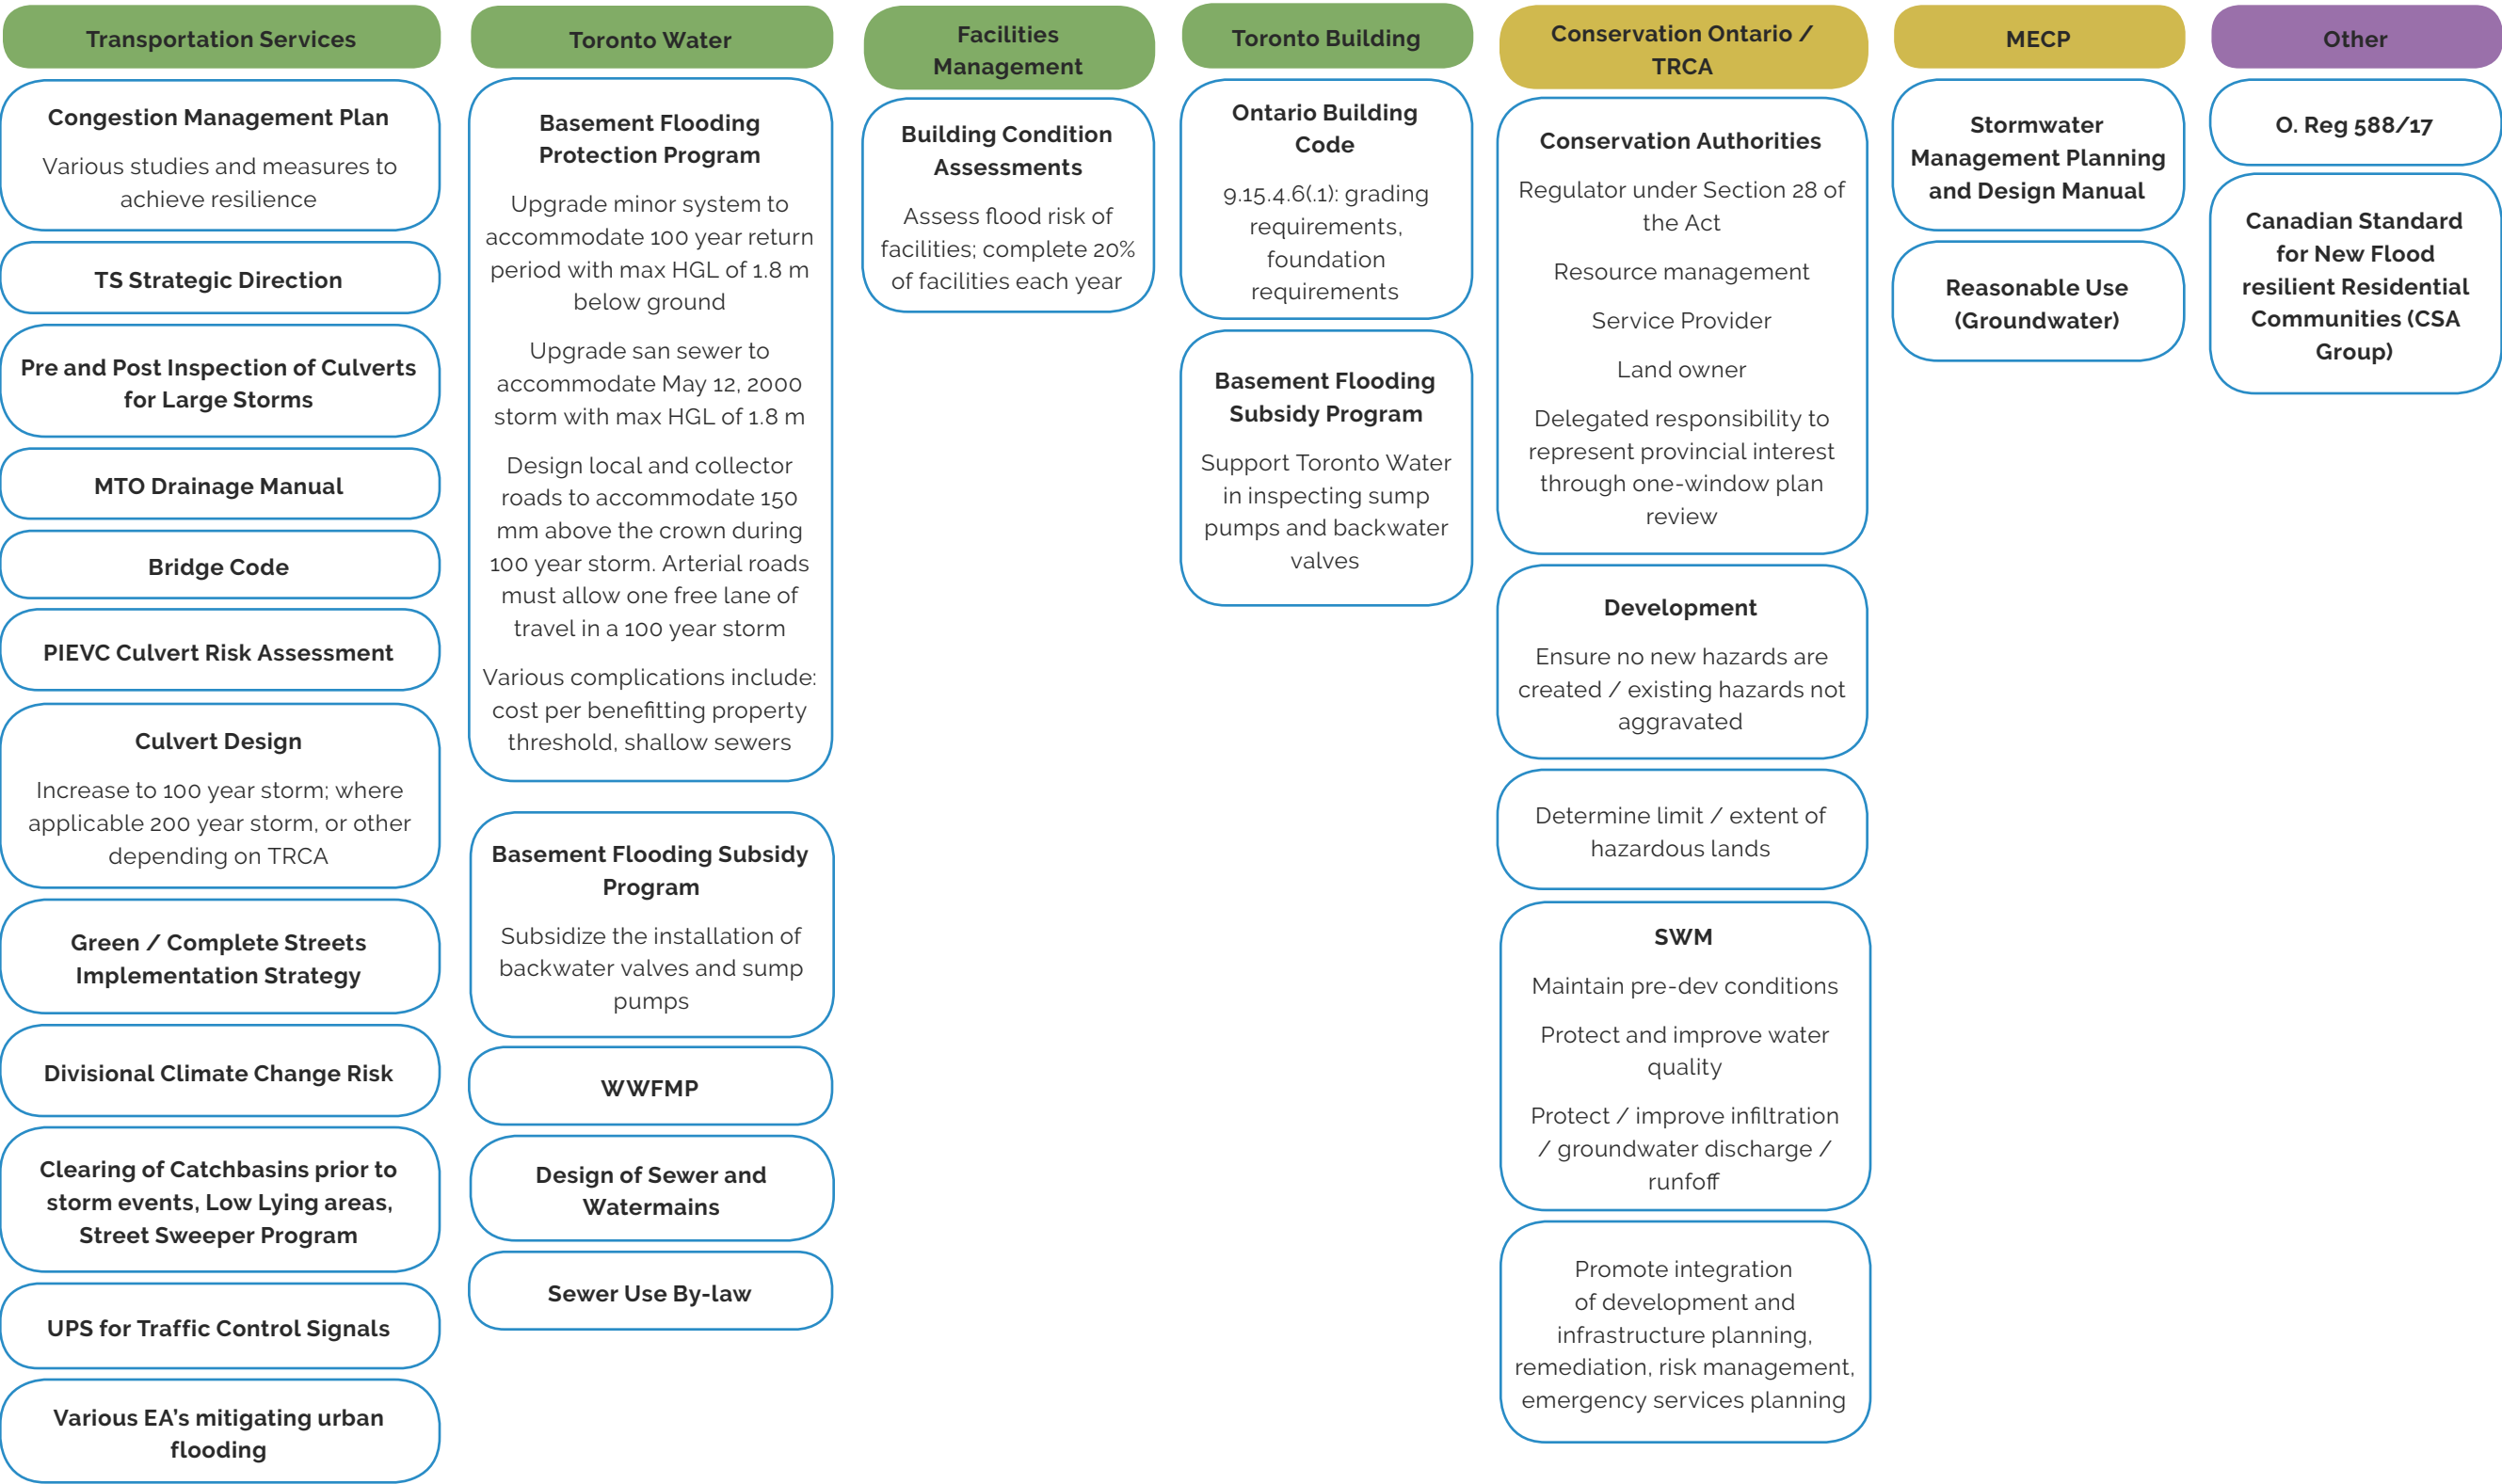 Transportation Services
Congestion Management Plan
Various studies and measures to
achieve resilience
TS Strategic Direction
Pre and Post Inspection of Culverts
for Large Storms
MTO Drainage Manual
Bridge Code
PIEVC Culvert Risk Assessment
Culvert Design
Increase to 100 year storm; where
applicable 200 year storm, or other
depending on TRCA
Green / Complete Streets
Implementation Strategy
Divisional Climate Change Risk
Clearing of Catchbasins prior to
storm events, Low Lying areas,
Street Sweeper Program
UPS for Traffic Control Signals
Various EA's mitigating urban
flooding
Toronto Water
Basement Flooding
Protection Program
Upgrade minor system to
accommodate 100 year return
period with max HGL of 1.8 m
below ground
Upgrade san sewer to
accommodate May 12, 2000
storm with max HGL of 1.8 m
Design local and collector
roads to accommodate 150
mm above the crown during
100 year storm. Arterial roads
must allow one free lane of
travel in a 100 year storm
Various complications include:
cost per benefitting property
threshold, shallow sewers
Basement Flooding Subsidy
Program
Subsidize the installation of
backwater valves and sump
pumps
WWFMP
Design of Sewer and
Watermains
Sewer Use By-law
Facilities
Management
Building Condition
Assessments
Assess flood risk of
facilities; complete 20%
of facilities each year
Toronto Building
Ontario Building
Code
9.15.4.6(.1): grading
requirements,
foundation
requirements
Basement Flooding
Subsidy Program
Support Toronto Water
in inspecting sump
pumps and backwater
valves
Conservation Ontario /
TRCA
Conservation Authorities
Regulator under Section 28 of
the Act
Resource management
Service Provider
Land owner
Delegated responsibility to
represent provincial interest
through one-window plan
review
Development
Ensure no new hazards are
created / existing hazards not
aggravated
Determine limit / extent of
hazardous lands
SWM
Maintain pre-dev conditions
Protect and improve water
quality
Protect / improve infiltration
/ groundwater discharge /
runfoff
Promote integration
of development and
infrastructure planning,
remediation, risk management,
emergency services planning
MECP
Stormwater
Management Planning
and Design Manual
Reasonable Use
(Groundwater)
Other
O. Reg 588/17
Canadian Standard
for New Flood
resilient Residential
Communities (CSA
Group)